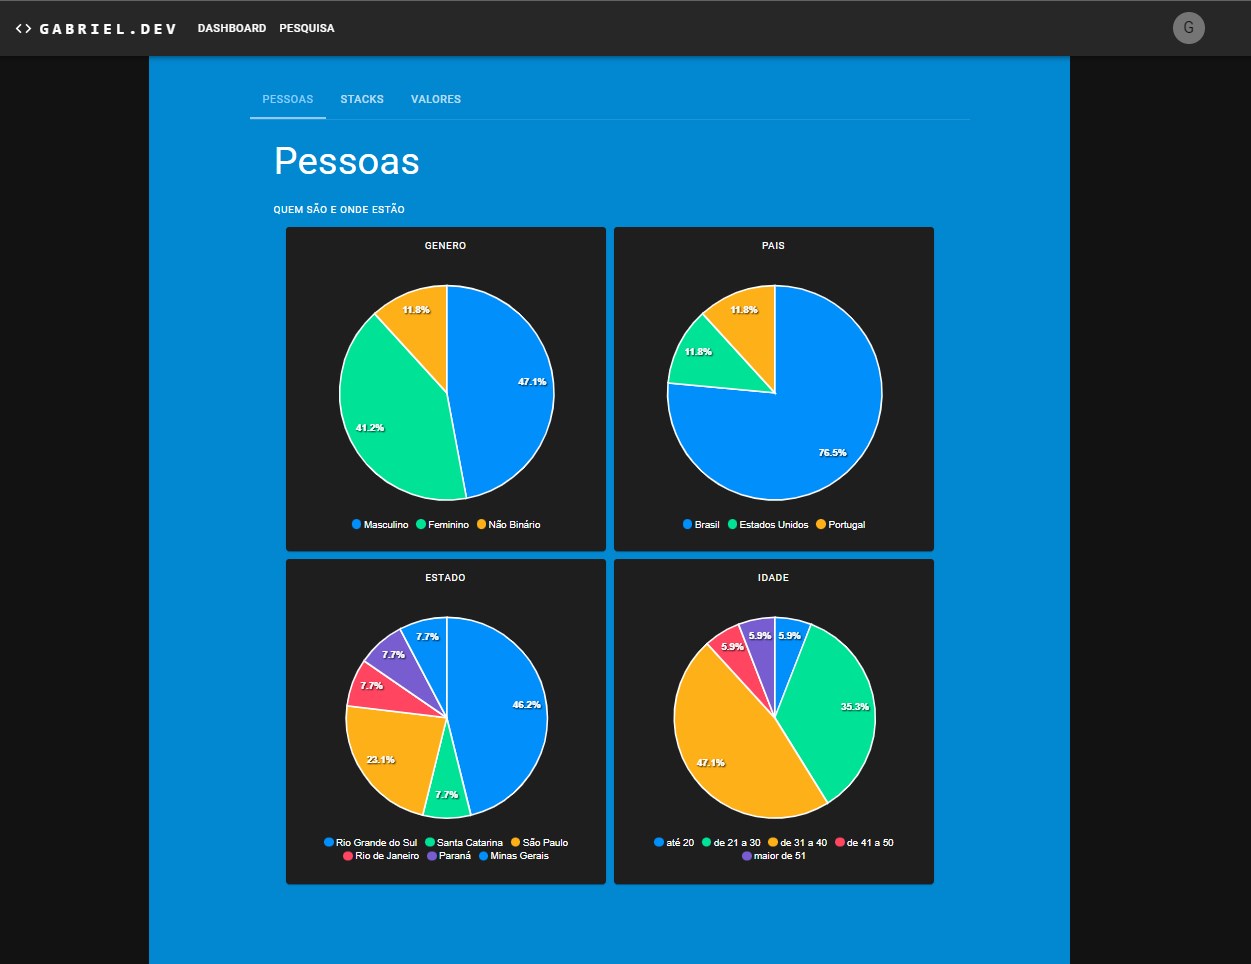 <> GABRIEL.DEV DASHBOARD PESQUISA G
PESSOAS STACKS VALORES
Pessoas
QUEM SÃO E ONDE ESTÃO
GENERO
11.8%
47.1%
41.2%
Masculino Feminino Não Binário
PAIS
11.8%
11.8%
76.5%
Brasil Estados Unidos Portugal
ESTADO
7.7%
7.7%
7.7%
46.2%
23.1%
7.7%
Rio Grande do Sul Santa Catarina São Paulo
Rio de Janeiro Paraná Minas Gerais
IDADE
5.9% 5.9%
5.9%
35.3%
47.1%
até 20 de 21 a 30 de 31 a 40 de 41 a 50
maior de 51